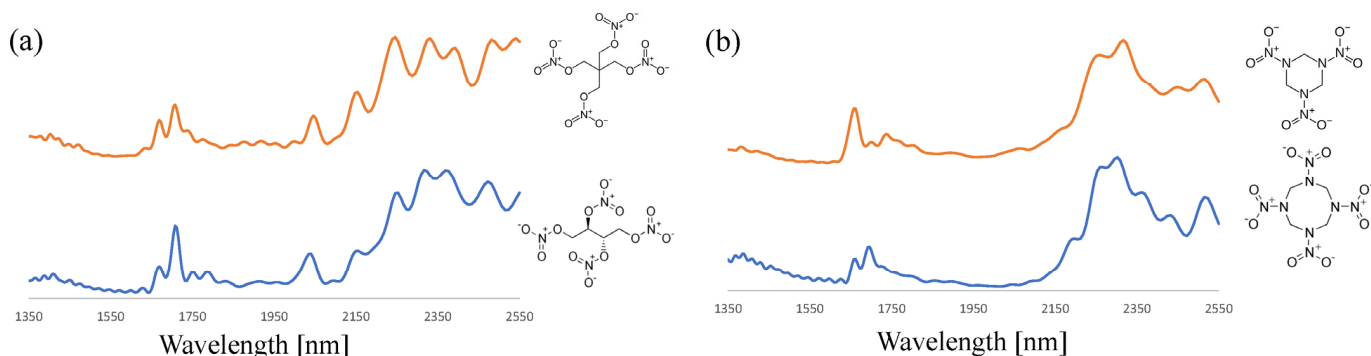 (a)
O N+ O-
O
O-
O N+ O
O N+ O-
O
O
O N+ O-
O-
N+ O
O
-O N+ O
O
O N+ O-
O
O
N+
O O-
1350 1550 1750 1950 2150 2350 2550
Wavelength [nm]
(b)
O- O-
N+ N+
O N N O
N
N+
O O-
-O N+ O
N
O O-
N+ N N N+
-O O
N
N+
O O-
1350 1550 1750 1950 2150 2350 2550
Wavelength [nm]